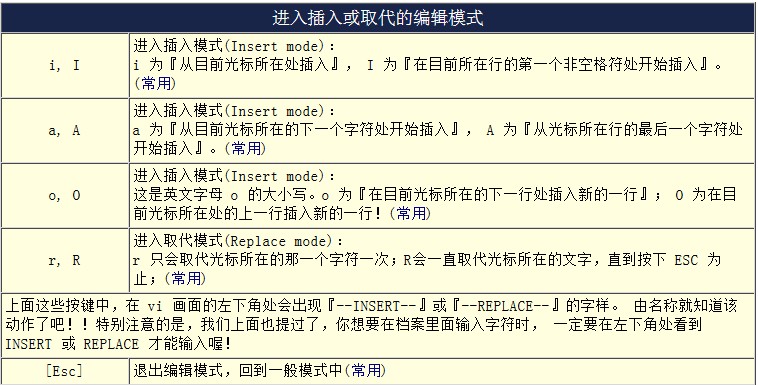 进入插入或取代的编辑模式
i, I
进入插入模式(Insert mode):
i 为『从目前光标所在处插入』, I 为『在目前所在行的第一个非空格符处开始插入』。
(常用)
a, A
进入插入模式(Insert mode):
a 为『从目前光标所在的下一个字符处开始插入』, A 为『从光标所在行的最后一个字符处
开始插入』。(常用)
o, O
进入插入模式(Insert mode):
这是英文字母 o 的大小写。o 为『在目前光标所在的下一行处插入新的一行』; O 为在目
前光标所在处的上一行插入新的一行!(常用)
r, R
进入取代模式(Replace mode):
r 只会取代光标所在的那一个字符一次;R会一直取代光标所在的文字,直到按下 ESC 为
止;(常用)
上面这些按键中,在 vi 画面的左下角处会出现『--INSERT--』或『--REPLACE--』的字样。 由名称就知道该
动作了吧!!特别注意的是,我们上面也提过了,你想要在档案里面输入字符时, 一定要在左下角处看到
INSERT 或 REPLACE 才能输入喔!
[Esc]
退出编辑模式,回到一般模式中(常用)